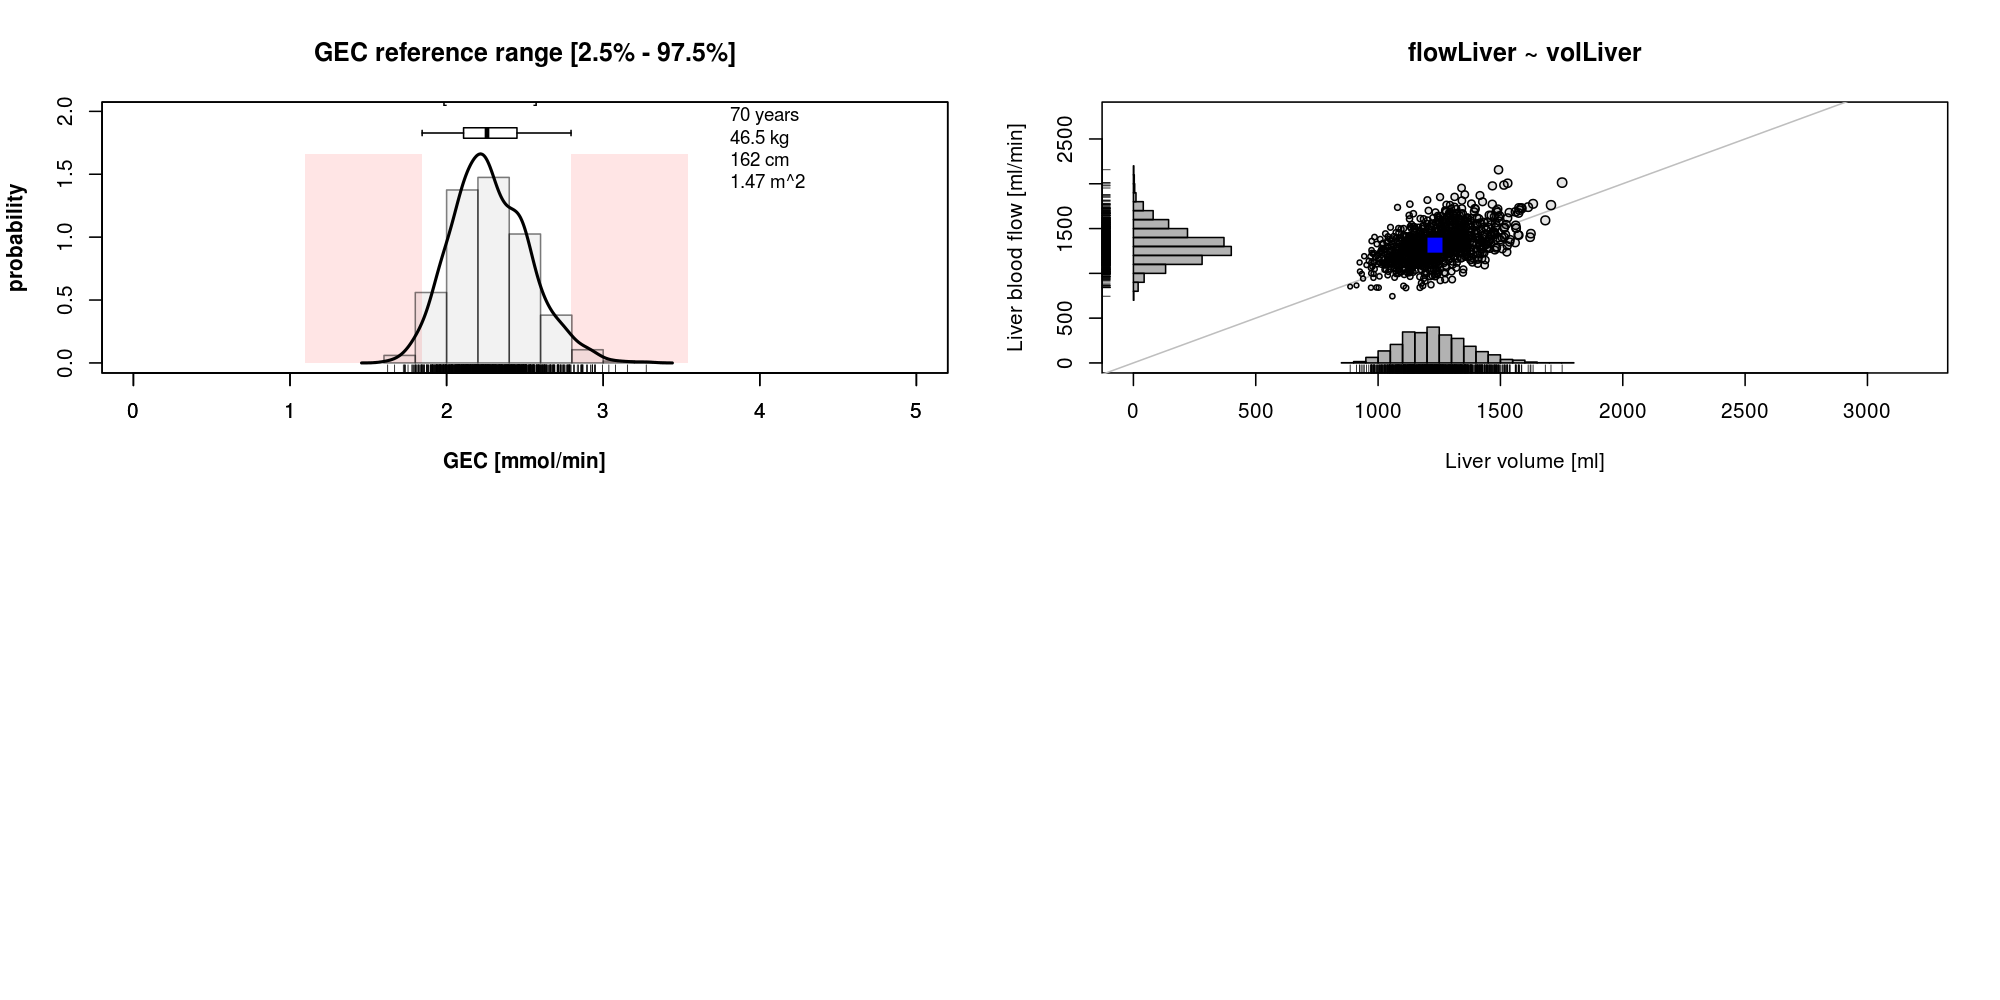 GEC reference range [2.5% - 97.5%]
probability
0.0 0.5 1.0 1.5 2.0
70 years
46.5 kg
162 cm
1.47 m^2
0 1 2 3 4 5
GEC [mmol/min]
flowLiver ~ volLiver
Liver blood flow [ml/min]
0 500 1500 2500
0 500 1000 1500 2000 2500 3000
Liver volume [ml]